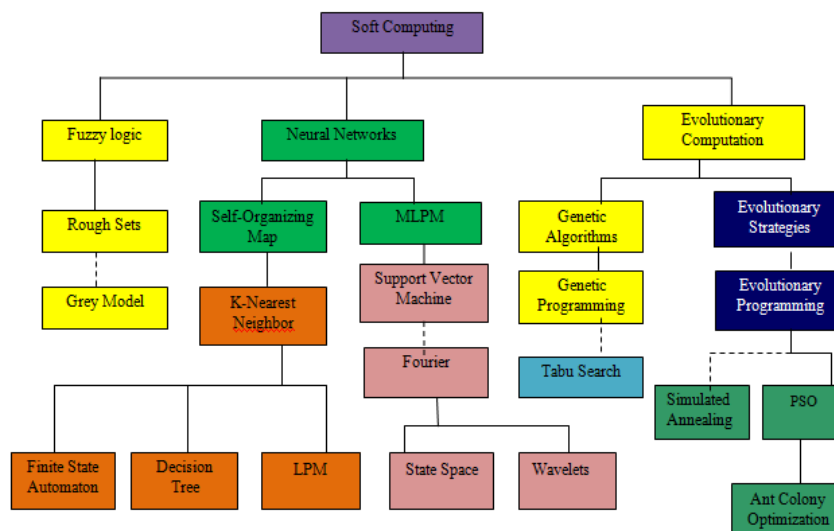 Soft Computing
Fuzzy logic
Neural Networks
Evolutionary
Computation
Rough Sets
Self-Organizing
Map
MLPM
Genetic
Algorithms
Evolutionary
Strategies
Grey Model
K-Nearest
Neighbor
Support Vector
Machine
Genetic
Programming
Evolutionary
Programming
Fourier
Tabu Search
Simulated
Annealing
PSO
Finite State
Automaton
Decision
Tree
LPM
State Space
Wavelets
Ant Colony
Optimization